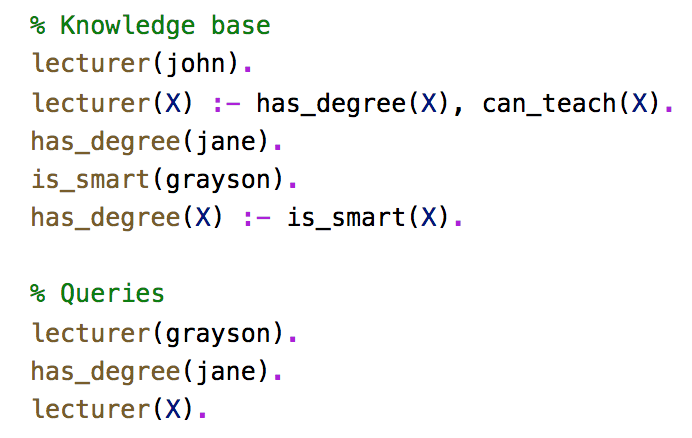 % Knowledge base
lecturer(john).
lecturer(X) :- has_degree(X), can_teach(X).
has_degree(jane).
is_smart(grayson).
has_degree(X) :- is_smart(X).
% Queries
lecturer(grayson).
has_degree(jane).
lecturer(X).